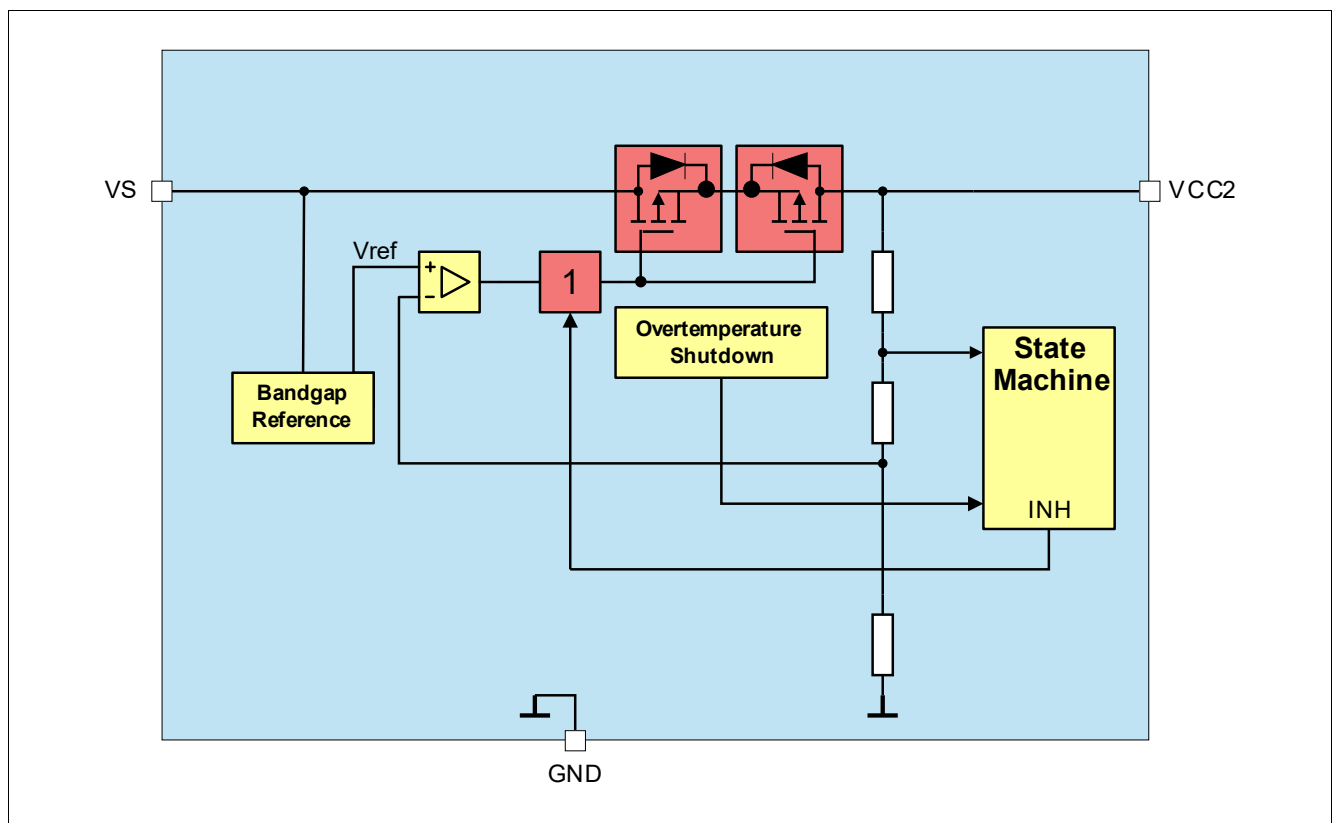 VS
VCC2
Vref
+
-
1
Overtemperature
Shutdown
State
Machine
Bandgap
Reference
INH
GND